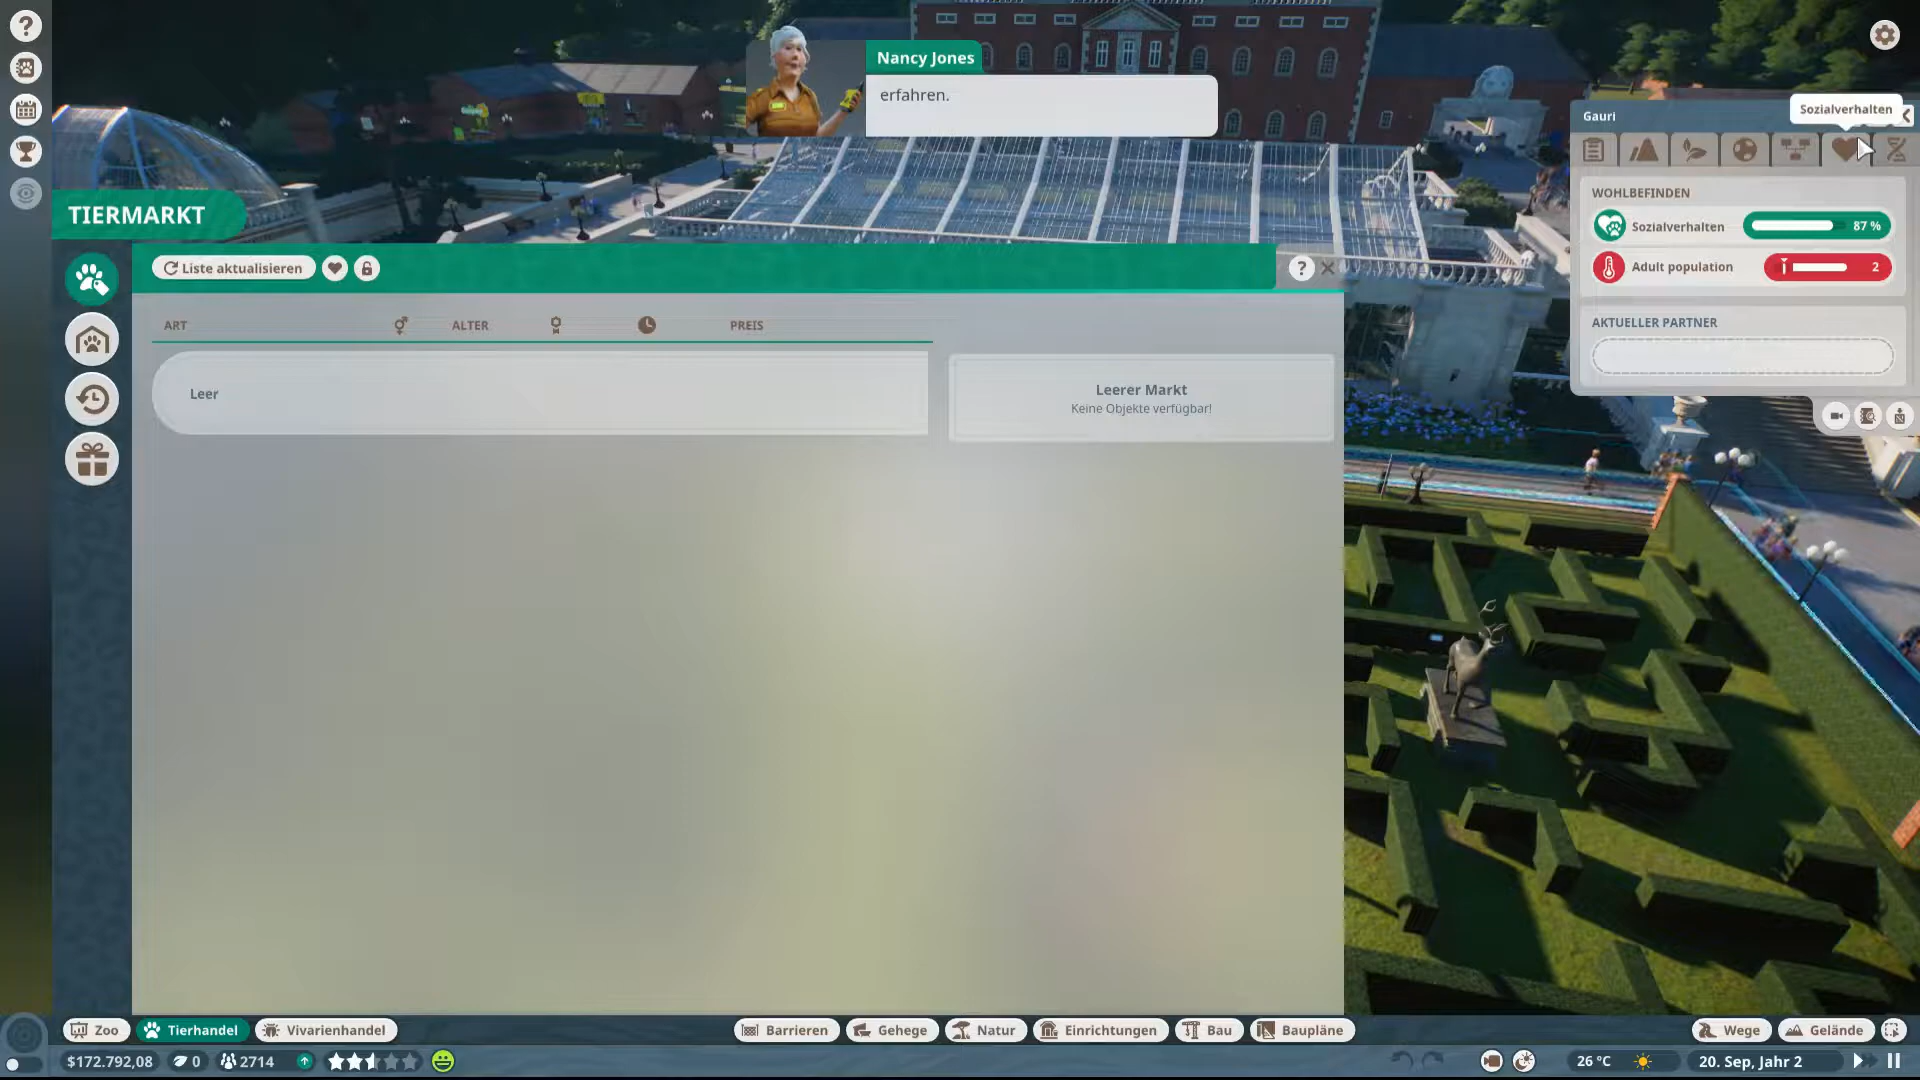 Nancy Jones
erfahren.
Sozialverhalten
Gauri
WOHLBEFINDEN
Sozialverhalten 87 %
Adult population 2
AKTUELLER PARTNER
TIERMARKT
Liste aktualisieren
?
ART ALTER PREIS
Leer
Leerer Markt
Keine Objekte verfügbar!
Zoo Tierhandel Vivarienhandel Barrieren Gehege Natur Einrichtungen Bau Baupläne Wege Gelände
$172.792,08 0 2714 26 °C 20. Sep, Jahr 2